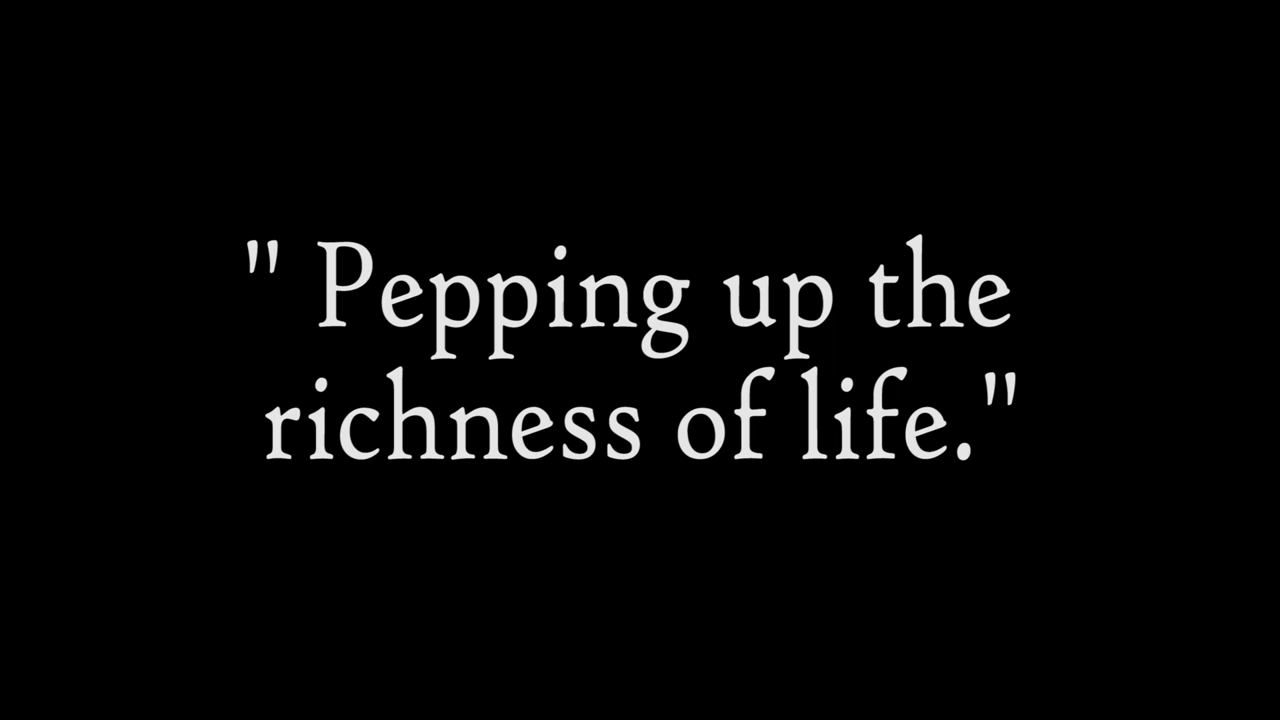 " Pepping up the
richness of life."